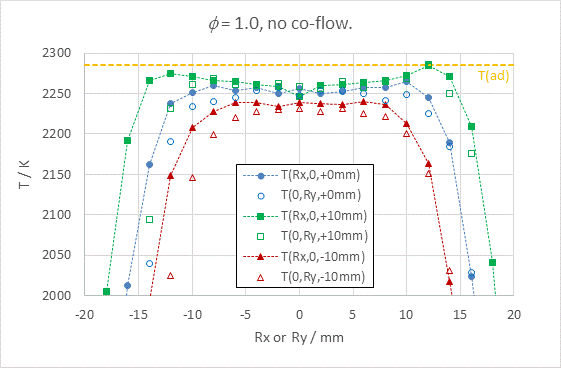 ϕ = 1.0, no co-flow.
2300
2250
2200
2150
2100
2050
2000
T / K
T(ad)
T(Rx,0,+0mm)
T(0,Ry,+0mm)
T(Rx,0,+10mm)
T(0,Ry,+10mm)
T(Rx,0,-10mm)
T(0,Ry,-10mm)
-20 -15 -10 -5 0 5 10 15 20
Rx or Ry / mm